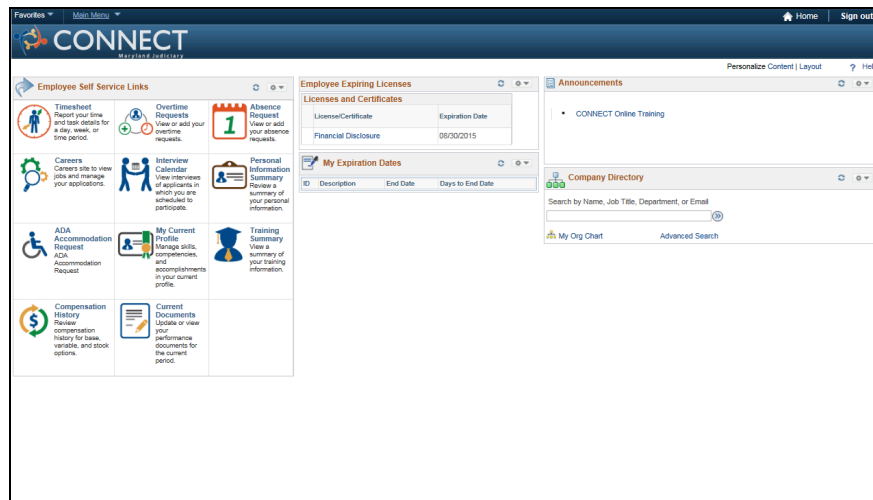 Favorites Main Menu Home Sign out
CONNECT
Maryland Judiciary
Personalize Content | Layout ? Hel
Employee Self Service Links
Timesheet
Report your time
and task details for
a day, week, or
time period.
Overtime
Requests
View or add your
overtime
requests.
1
Absence
Request
View or add
your absence
requests.
Careers
Careers site to view
jobs and manage
your applications.
Interview
Calendar
View interviews
of applicants in
which you are
scheduled to
participate.
Personal
Information
Summary
Review a
summary of
your personal
information.
ADA
Accommodation
Request
ADA
Accommodation
Request
My Current
Profile
Manage skills,
competencies,
and
accomplishments
in your current
profile.
Training
Summary
View a
summary of
your training
information.
$
Compensation
History
Review
compensation
history for base,
variable, and stock
options.
Current
Documents
Update or view
your
performance
documents for
the current
period.
Employee Expiring Licenses
Licenses and Certificates
License/Certificate Expiration Date
Financial Disclosure 06/30/2015
My Expiration Dates
ID Description End Date Days to End Date
Announcements
• CONNECT Online Training
Company Directory
Search by Name, Job Title, Department, or Email
My Org Chart Advanced Search